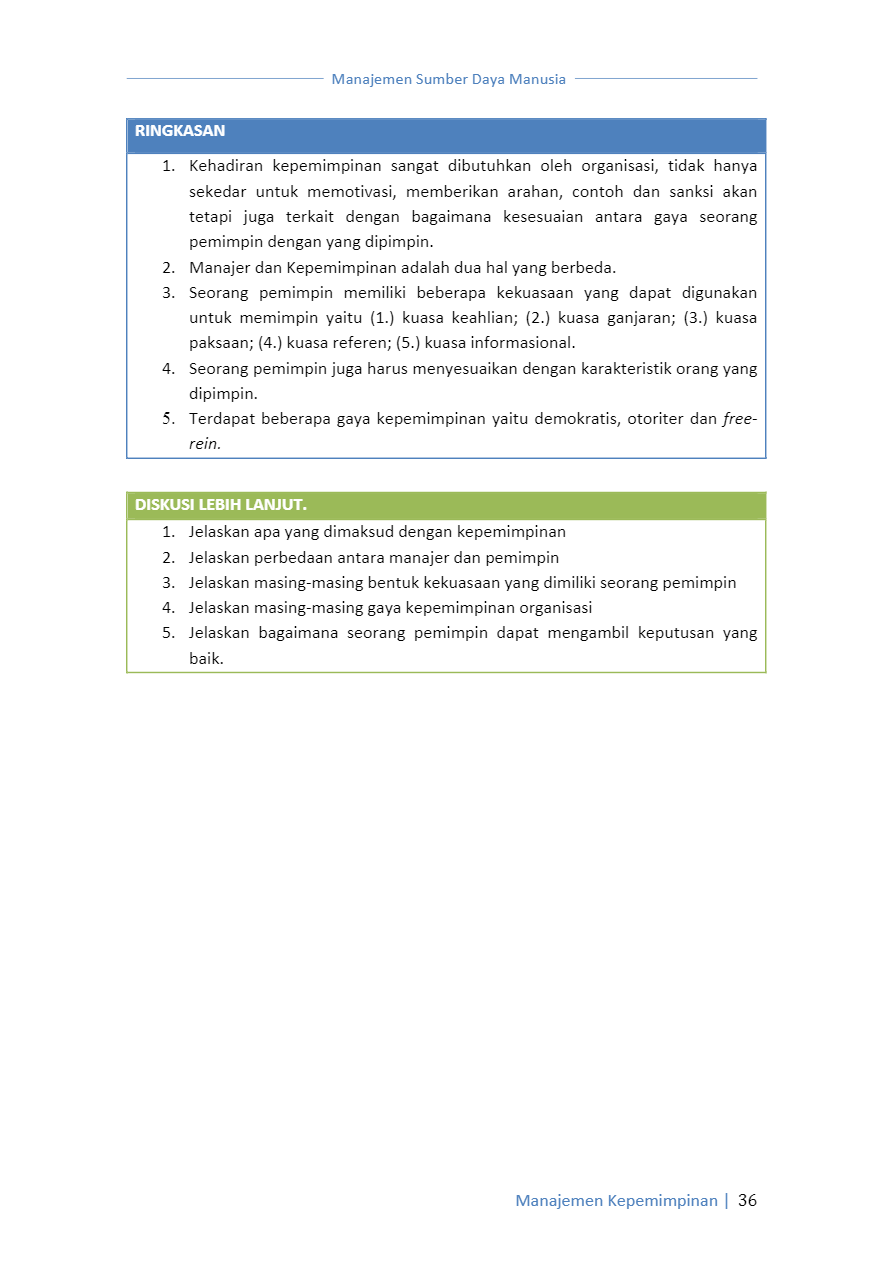 Manajemen Sumber Daya Manusia
RINGKASAN
1. Kehadiran kepemimpinan sangat dibutuhkan oleh organisasi, tidak hanya
sekedar untuk memotivasi, memberikan arahan, contoh dan sanksi akan
tetapi juga terkait dengan bagaimana kesesuaian antara gaya seorang
pemimpin dengan yang dipimpin.
2. Manajer dan Kepemimpinan adalah dua hal yang berbeda.
3. Seorang pemimpin memiliki beberapa kekuasaan yang dapat digunakan
untuk memimpin yaitu (1.) kuasa keahlian; (2.) kuasa ganjaran; (3.) kuasa
paksaan; (4.) kuasa referen; (5.) kuasa informasional.
4. Seorang pemimpin juga harus menyesuaikan dengan karakteristik orang yang
dipimpin.
5. Terdapat beberapa gaya kepemimpinan yaitu demokratis, otoriter dan free-
rein.
DISKUSI LEBIH LANJUT.
1. Jelaskan apa yang dimaksud dengan kepemimpinan
2. Jelaskan perbedaan antara manajer dan pemimpin
3. Jelaskan masing-masing bentuk kekuasaan yang dimiliki seorang pemimpin
4. Jelaskan masing-masing gaya kepemimpinan organisasi
5. Jelaskan bagaimana seorang pemimpin dapat mengambil keputusan yang
baik.
Manajemen Kepemimpinan | 36